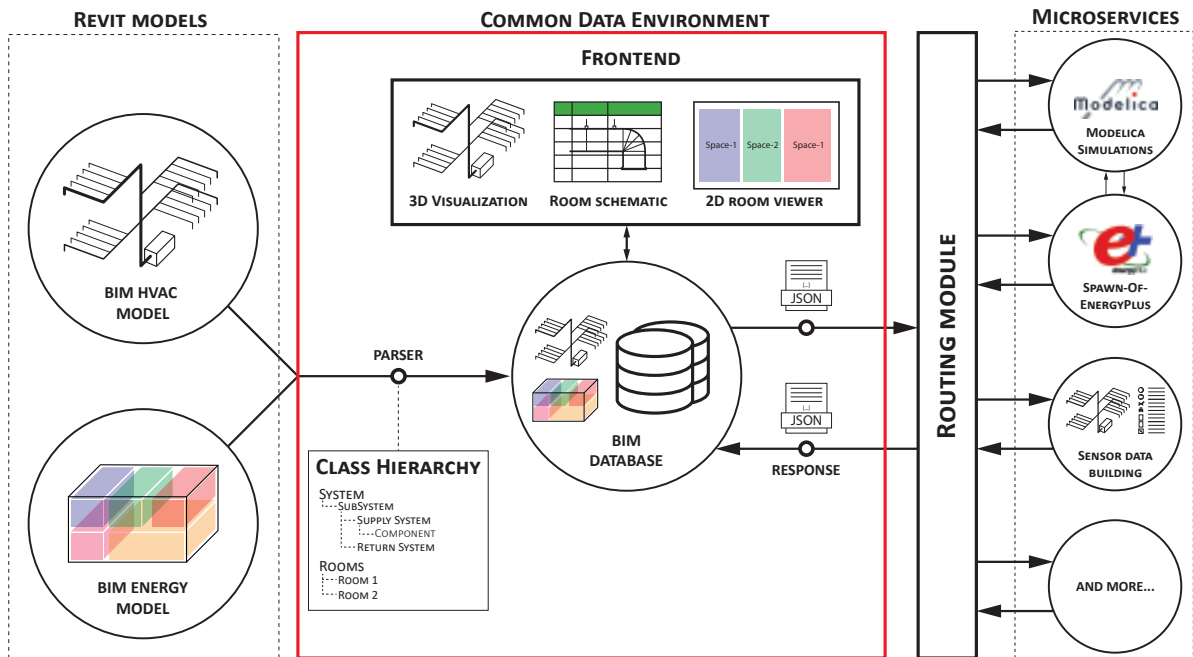 Revit models
BIM HVAC
MODEL
BIM ENERGY
MODEL
Common Data Environment
Frontend
3D Visualization
Space-1
Space-2
Space-1
Room schematic
2D room viewer
PARSER
Class Hierarchy
System
SubSystem
Supply System
Component
Return System
Rooms
Room 1
Room 2
BIM
DATABASE
{..}
JSON
{..}
JSON
RESPONSE
Routing module
Microservices
Modelica
Modelica
Simulations
e+
Spawn-Of-
EnergyPlus
Sensor data
building
AND MORE...